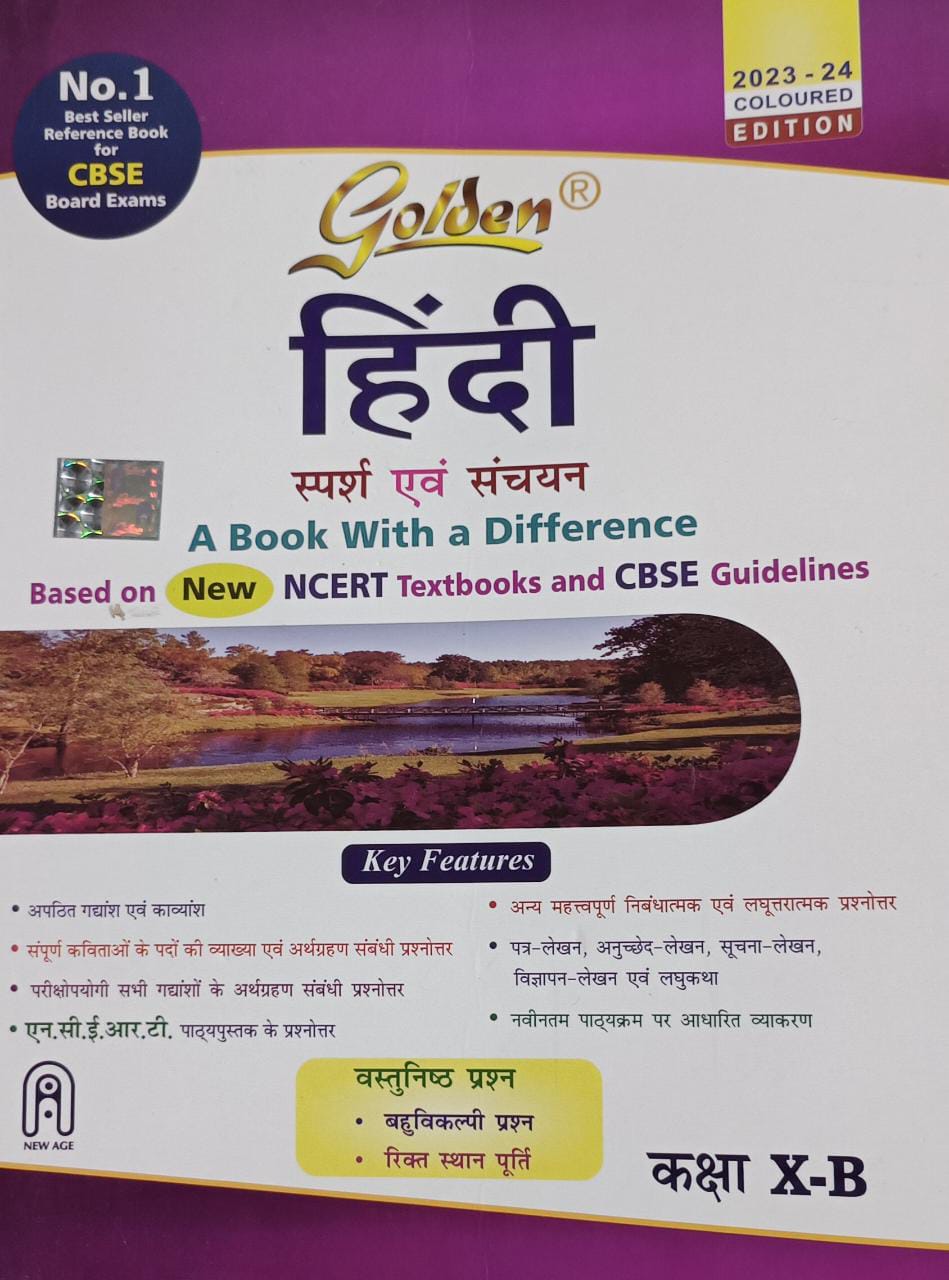 No.1
Best Seller
Reference Book
for
CBSE
Board Exams
2023 - 24
COLOURED
EDITION
Golden ®
हिंदी
स्पर्श एवं संचयन
A Book With a Difference
Based on New NCERT Textbooks and CBSE Guidelines
Key Features
• अपठित गद्यांश एवं काव्यांश
• संपूर्ण कविताओं के पदों की व्याख्या एवं अर्थग्रहण संबंधी प्रश्नोत्तर
• परीक्षोपयोगी सभी गद्यांशों के अर्थग्रहण संबंधी प्रश्नोत्तर
• एन.सी.ई.आर.टी. पाठ्यपुस्तक के प्रश्नोत्तर
• अन्य महत्त्वपूर्ण निबंधात्मक एवं लघूत्तरात्मक प्रश्नोत्तर
• पत्र-लेखन, अनुच्छेद-लेखन, सूचना-लेखन,
विज्ञापन-लेखन एवं लघुकथा
• नवीनतम पाठ्यक्रम पर आधारित व्याकरण
वस्तुनिष्ठ प्रश्न
• बहुविकल्पी प्रश्न
• रिक्त स्थान पूर्ति
NEW AGE
कक्षा X-B